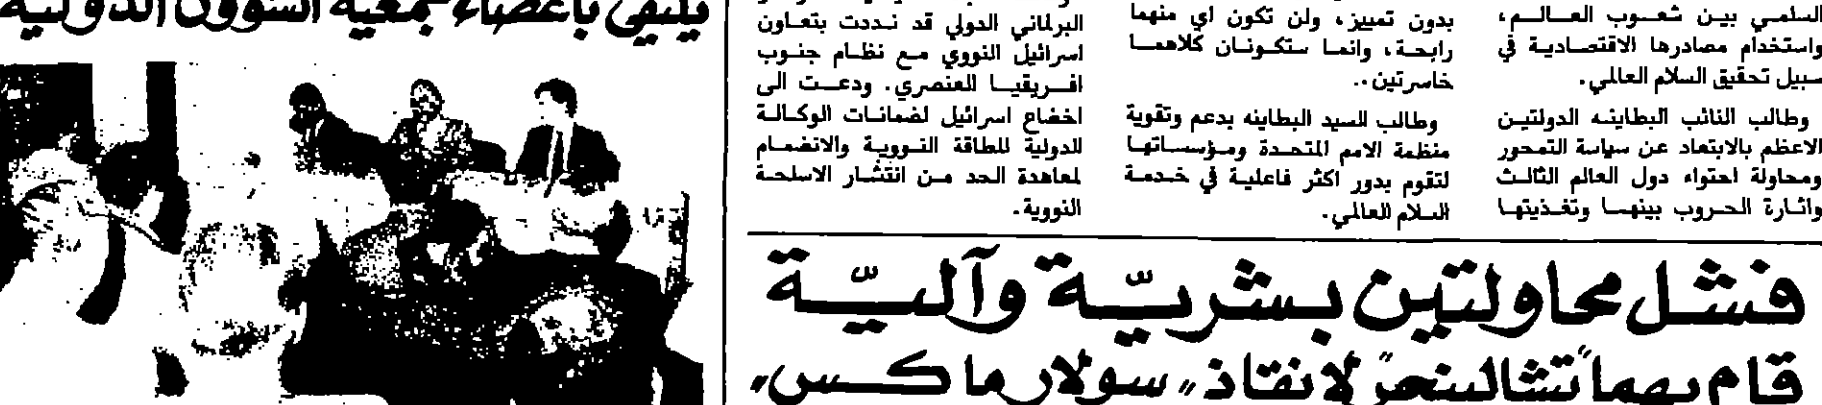 السلمي بين شعوب العالم،
واستخدام مصادرها الاقتصادية في
سبيل تحقيق السلام العالمي.
وطالب النائب البطاينه الدولتين
الاعظم بالابتعاد عن سياسة التمحور
ومحاولة احتواء دول العالم الثالث
واثارة الحروب بينهما وتغذيتها
بدون تمييز، ولن تكون اي منهما
رابحة، وانما ستكونان كلاهما
خاسرتين..
وطالب السيد البطاينه بدعم وتقوية
منظمة الامم المتحدة ومؤسساتها
لتقوم بدور اكثر فاعلية في خدمة
السلام العالمي.
البرلماني الدولي قد نددت بتعاون
اسرائيل النووي مع نظام جنوب
افريقيا العنصري. ودعت الى
اخضاع اسرائيل لضمانات الوكالة
الدولية للطاقة النووية والانضمام
لمعاهدة الحد من انتشار الاسلحة
النووية.
يلتقي بأعضاء جمعية الشؤون الدولية
فشل محاولتين بشريّة وآليّة
قام بهما "تشالينجر" لانقاذ "سولار ماكس"